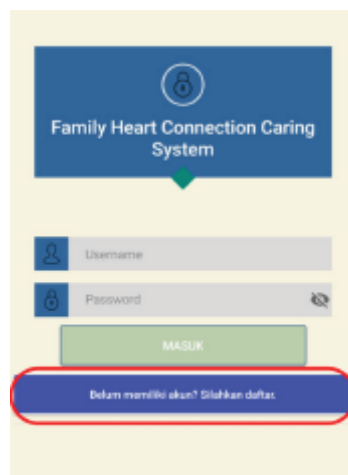 Family Heart Connection Caring
System
Username
Password
MASUK
Belum memiliki akun? Silahkan daftar.